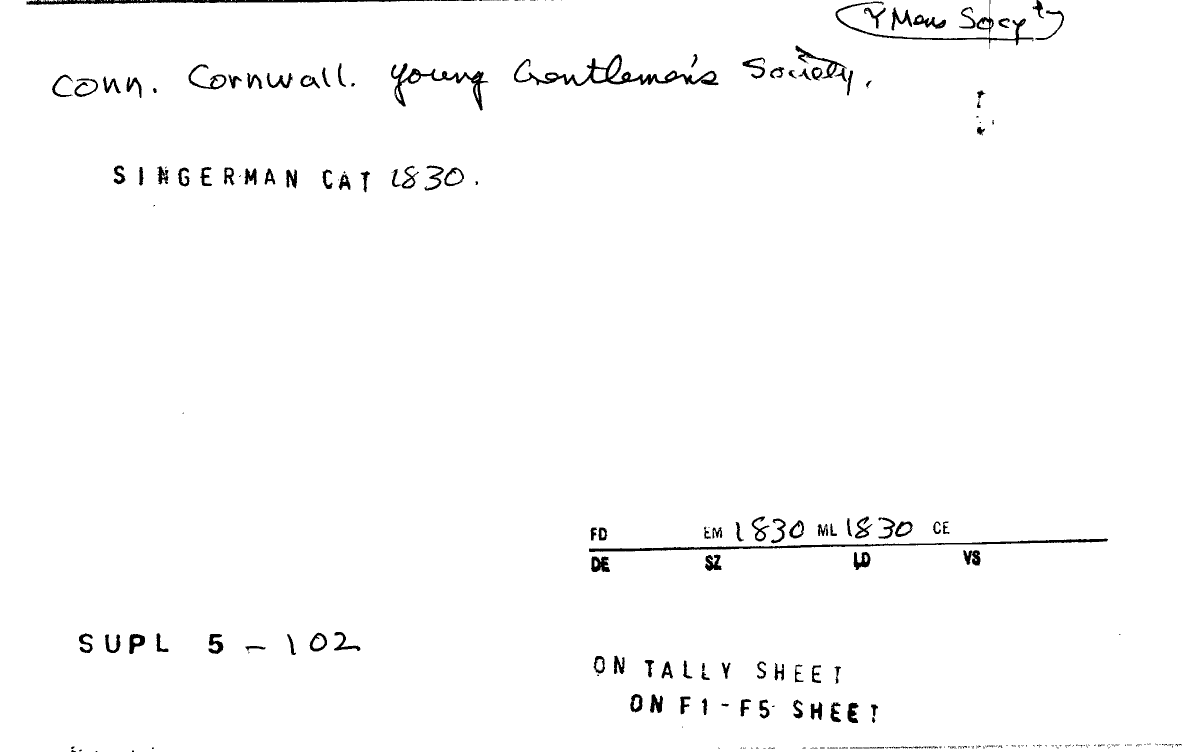 Y Mens Socyty
Conn. Cornwall. Young Gentlemen's Society.
SINGERMAN CAT 1830.
FD EM 1830 ML 1830 CE
DE SZ LD VS
SUPL 5 - 102
ON TALLY SHEET
ON F1-F5 SHEET